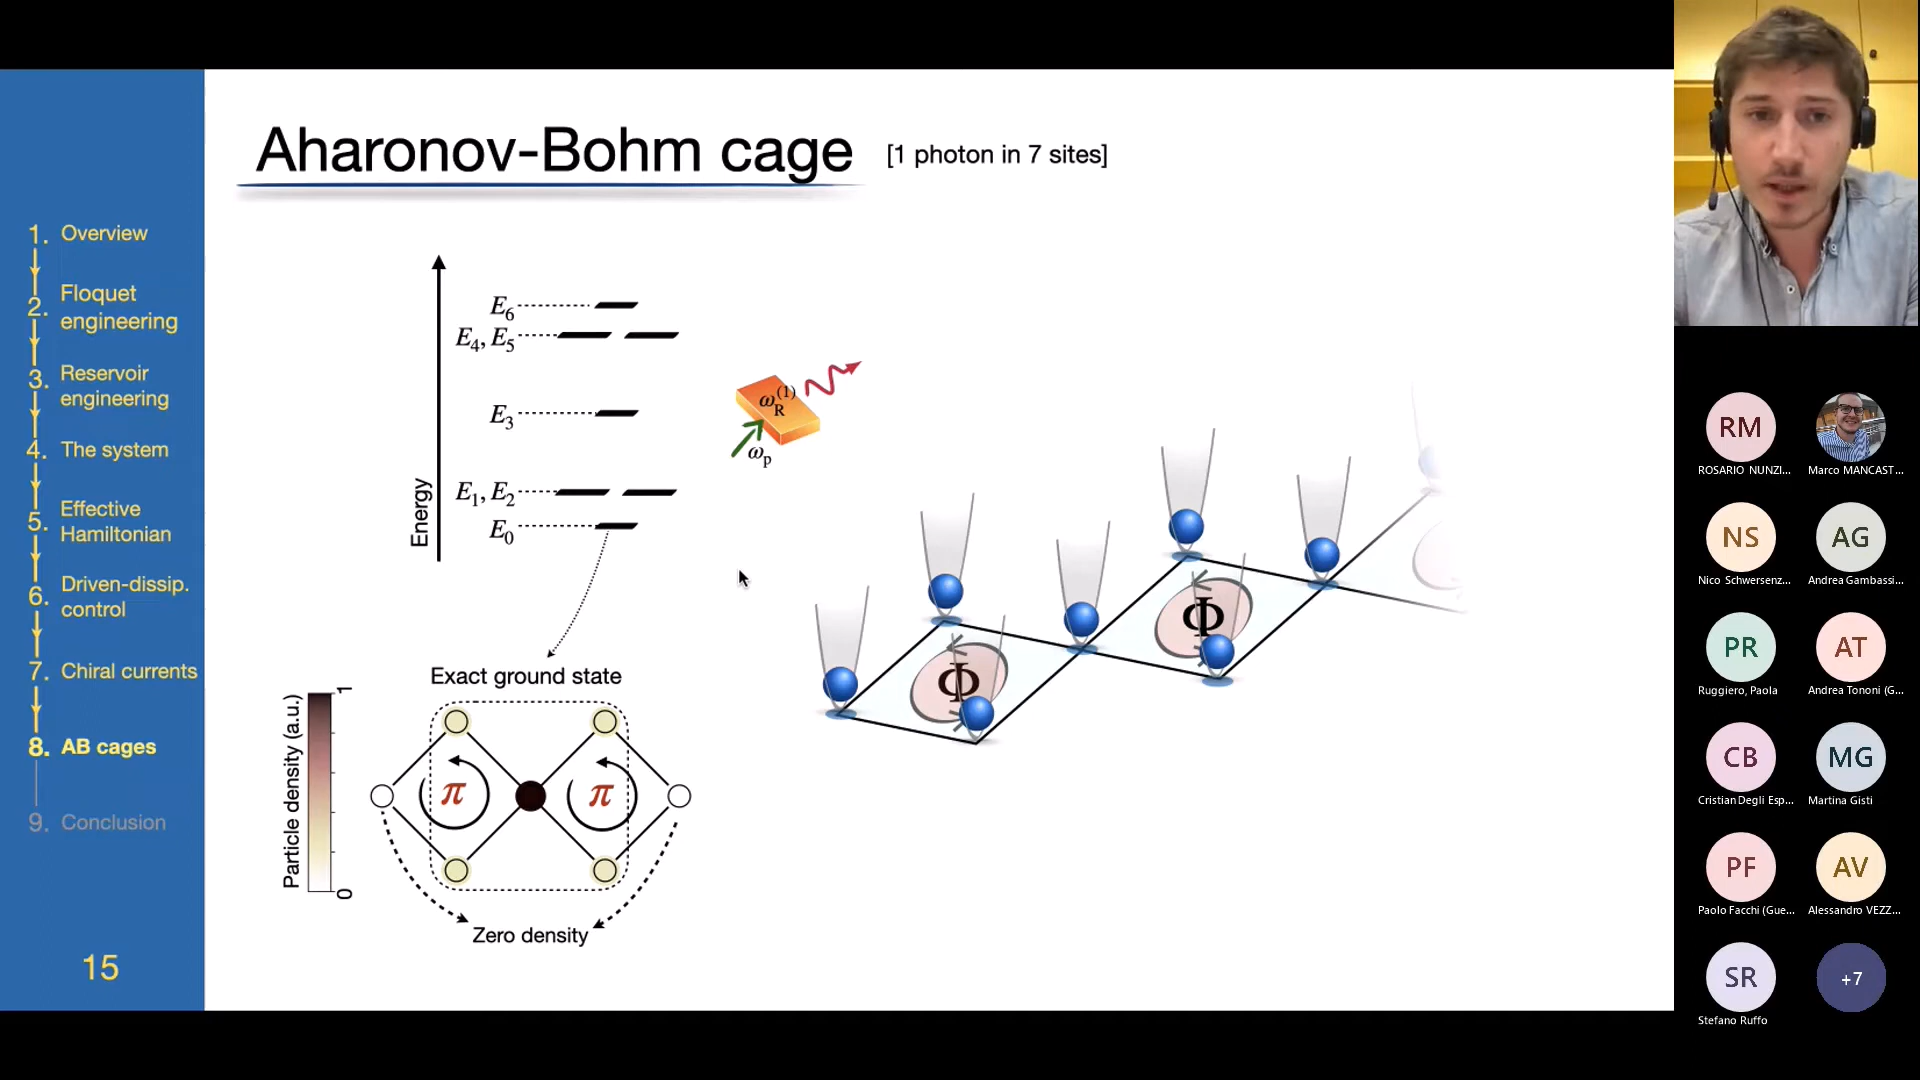 Aharonov-Bohm cage [1 photon in 7 sites]
1. Overview
2. Floquet
engineering
3. Reservoir
engineering
4. The system
5. Effective
Hamiltonian
6. Driven-dissip.
control
7. Chiral currents
8. AB cages
9. Conclusion
15
Energy
E6
E4, E5
E3
E1, E2
E0
ωR(1)
ωp
Φ
Φ
Exact ground state
Particle density (a.u.)
1
0
π
π
Zero density
RM
ROSARIO NUNZI...
Marco MANCAST...
NS
Nico Schwersenz...
AG
Andrea Gambassi...
PR
Ruggiero, Paola
AT
Andrea Tononi (G...
CB
Cristian Degli Esp...
MG
Martina Gisti
PF
Paolo Facchi (Gue...
AV
Alessandro VEZZ...
SR
Stefano Ruffo
+7